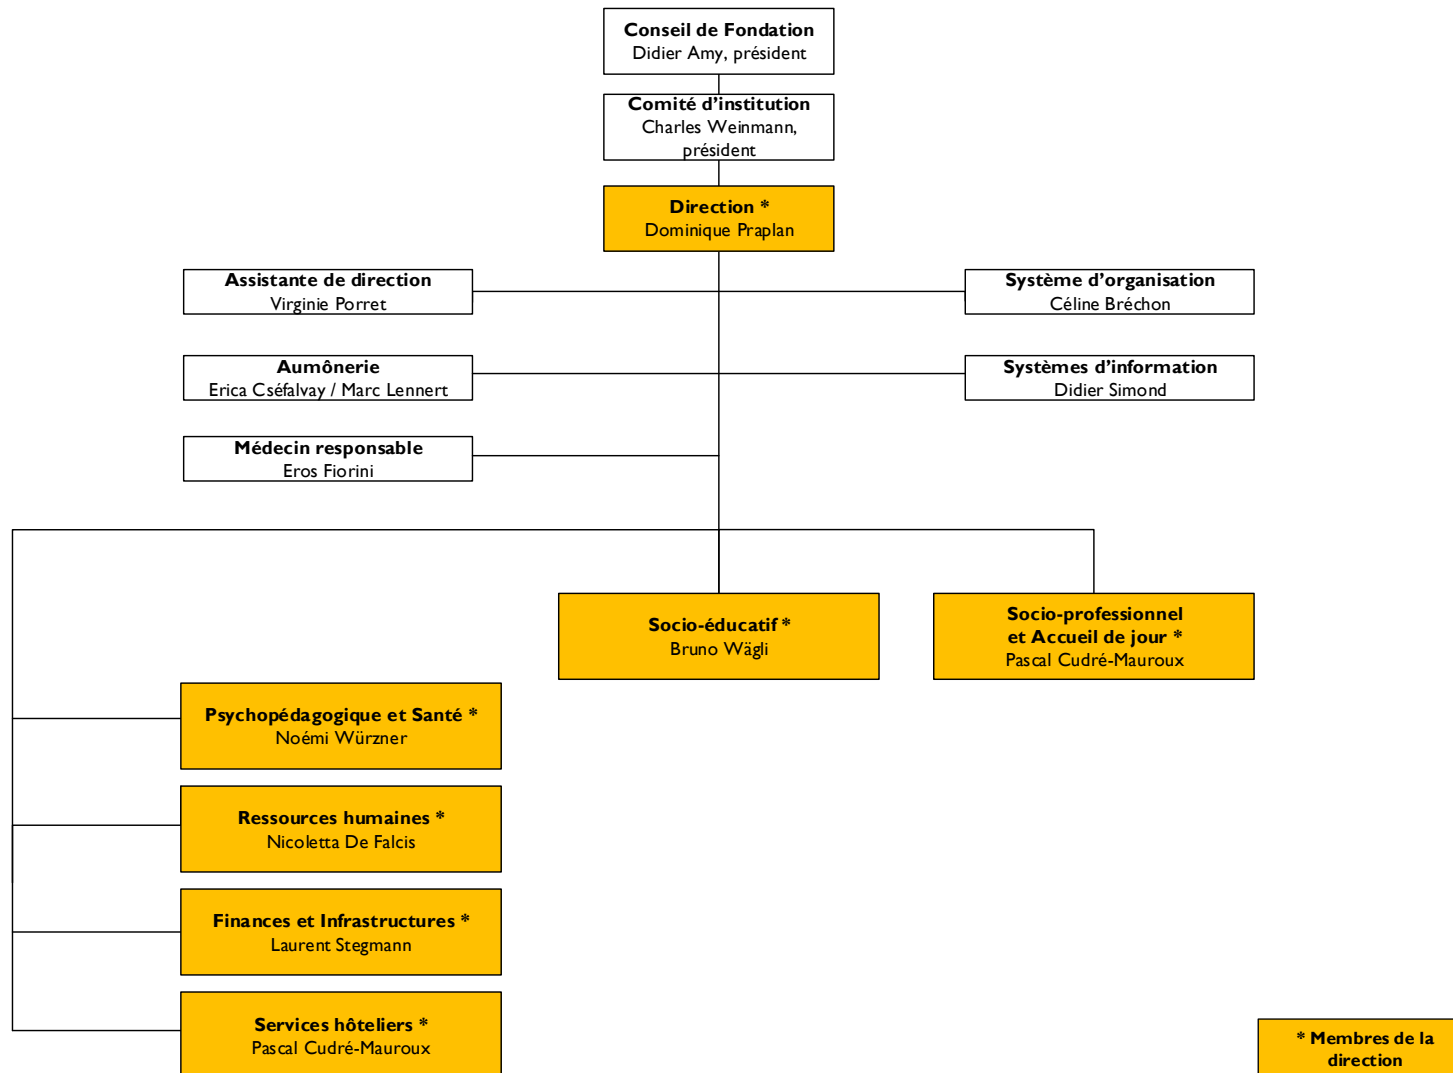 Conseil de Fondation
Didier Amy, président
Comité d'institution
Charles Weinmann,
président
Direction *
Dominique Praplan
Assistante de direction
Virginie Porret
Système d'organisation
Céline Bréchon
Aumônerie
Erica Cséfalvay / Marc Lennert
Systèmes d'information
Didier Simond
Médecin responsable
Eros Fiorini
Socio-éducatif *
Bruno Wägli
Socio-professionnel
et Accueil de jour *
Pascal Cudré-Mauroux
Psychopédagogique et Santé *
Noémi Würzner
Ressources humaines *
Nicoletta De Falcis
Finances et Infrastructures *
Laurent Stegmann
Services hôteliers *
Pascal Cudré-Mauroux
* Membres de la
direction